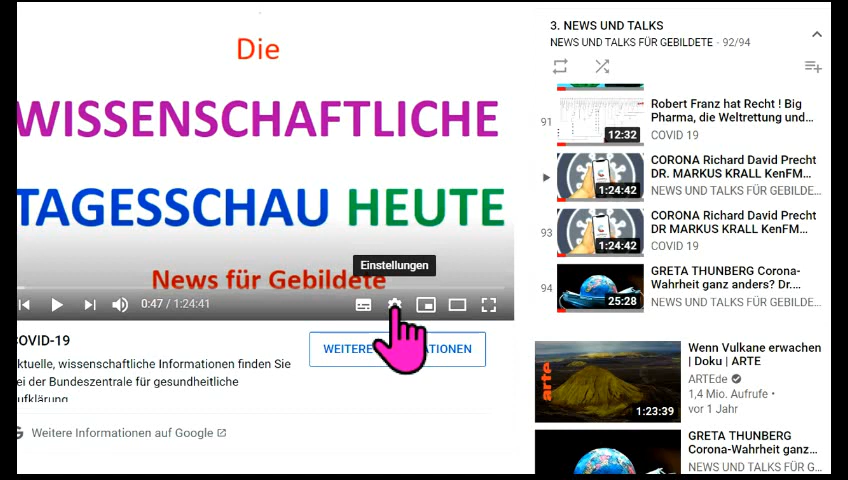 Die
WISSENSCHAFTLICHE
TAGESSCHAU HEUTE
News für Gebildete
Einstellungen
0:47 / 1:24:41
OVID-19
ktuelle, wissenschaftliche Informationen finden Sie
ei der Bundeszentrale für gesundheitliche
ufklärung
WEITERE ATIONEN
Weitere Informationen auf Google
3. NEWS UND TALKS
NEWS UND TALKS FÜR GEBILDETE - 92/94
91
12:32
Robert Franz hat Recht ! Big
Pharma, die Weltrettung und...
COVID 19
1:24:42
CORONA Richard David Precht
DR. MARKUS KRALL KenFM...
NEWS UND TALKS FÜR GEBILDE...
93
1:24:42
CORONA Richard David Precht
DR MARKUS KRALL KenFM...
COVID 19
94
25:28
GRETA THUNBERG Corona-
Wahrheit ganz anders? Dr....
NEWS UND TALKS FÜR GEBILDE...
arte
1:23:39
Wenn Vulkane erwachen
| Doku | ARTE
ARTEde
1,4 Mio. Aufrufe •
vor 1 Jahr
GRETA THUNBERG
Corona-Wahrheit ganz...
NEWS UND TALKS FÜR G...